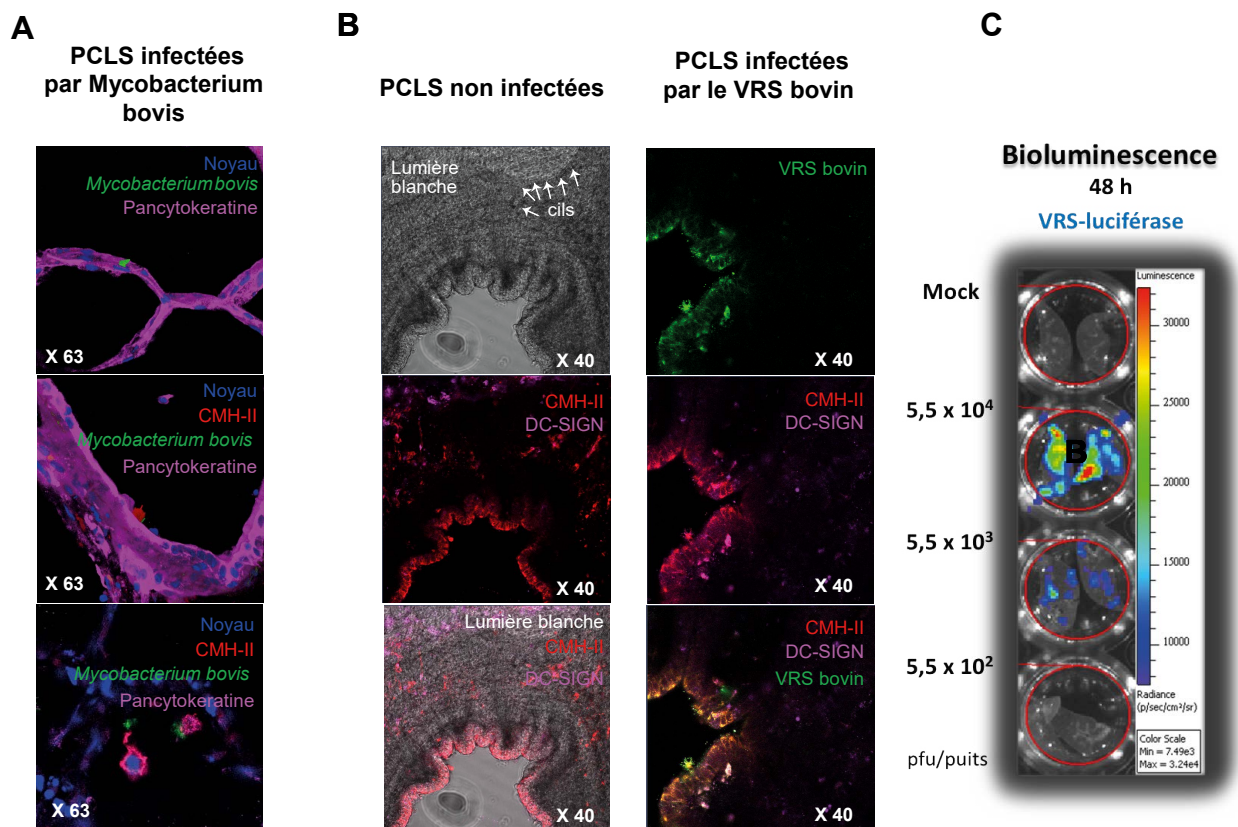 A
PCLS infectées
par Mycobacterium
bovis
Noyau
Mycobacterium bovis
Pancytokeratine
X 63
Noyau
CMH-II
Mycobacterium bovis
Pancytokeratine
X 63
Noyau
CMH-II
Mycobacterium bovis
Pancytokeratine
X 63
B
PCLS non infectées
Lumière
blanche
cils
X 40
CMH-II
DC-SIGN
X 40
Lumière blanche
CMH-II
DC-SIGN
X 40
PCLS infectées
par le VRS bovin
VRS bovin
X 40
CMH-II
DC-SIGN
X 40
CMH-II
DC-SIGN
VRS bovin
X 40
C
Bioluminescence
48 h
VRS-luciférase
Mock
5,5 x 10⁴
5,5 x 10³
5,5 x 10²
pfu/puits
B
Luminescence
30000
25000
20000
15000
10000
Radiance
(p/sec/cm²/sr)
Color Scale
Min = 7.49e3
Max = 3.24e4